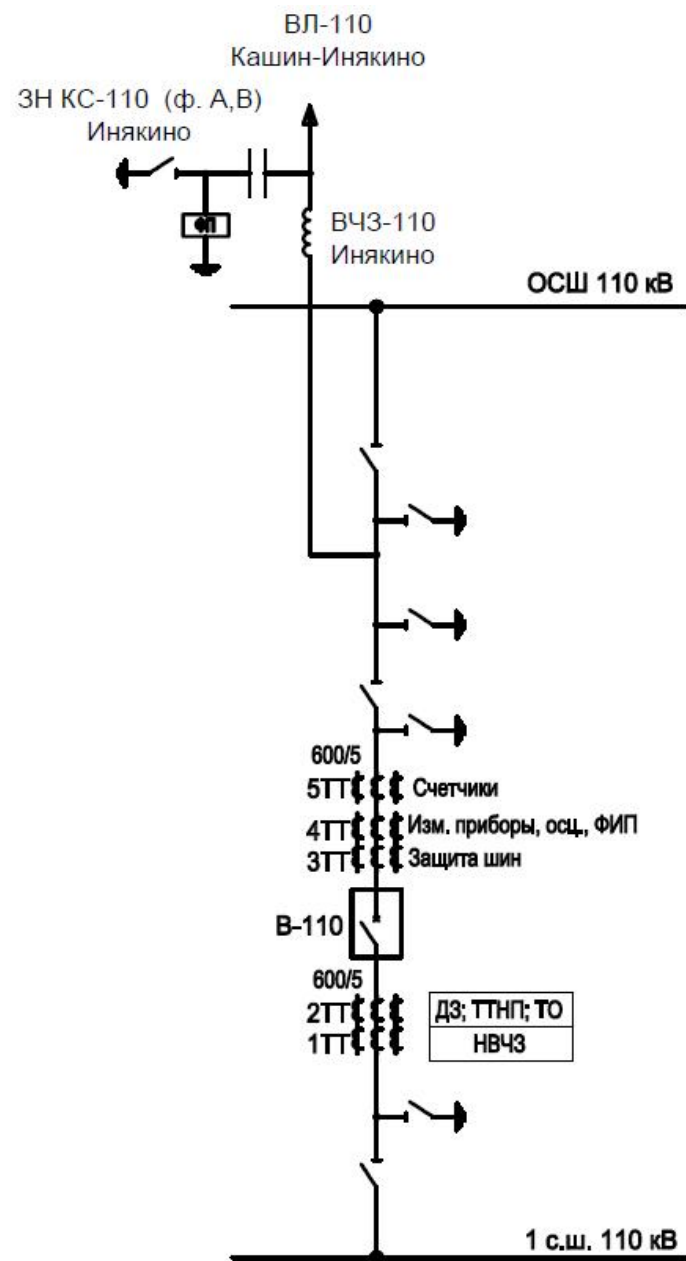 ВЛ-110
Кашин-Инякино
ЗН КС-110 (ф. А,В)
Инякино
ФП
ВЧЗ-110
Инякино
ОСШ 110 кВ
600/5
5ТТ Счетчики
4ТТ Изм. приборы, осц., ФИП
3ТТ Защита шин
В-110
600/5
2ТТ ДЗ; ТТНП; ТО
1ТТ НВЧЗ
1 с.ш. 110 кВ